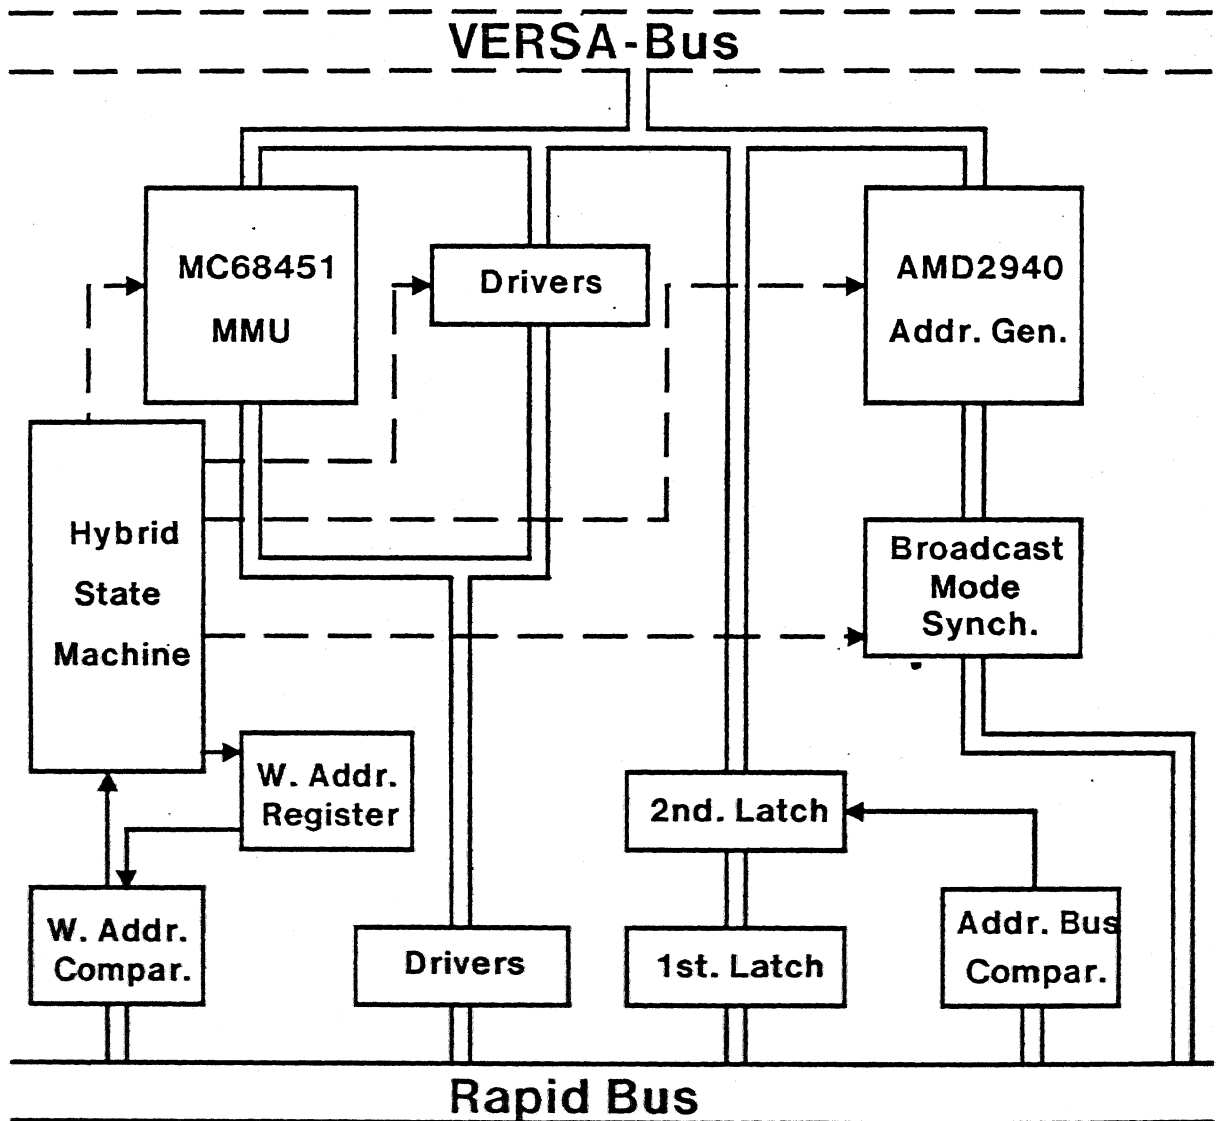 VERSA-Bus
MC68451
MMU
Drivers
AMD2940
Addr. Gen.
Hybrid
State
Machine
Broadcast
Mode
Synch.
W. Addr.
Register
2nd. Latch
W. Addr.
Compar.
Drivers
1st. Latch
Addr. Bus
Compar.
Rapid Bus